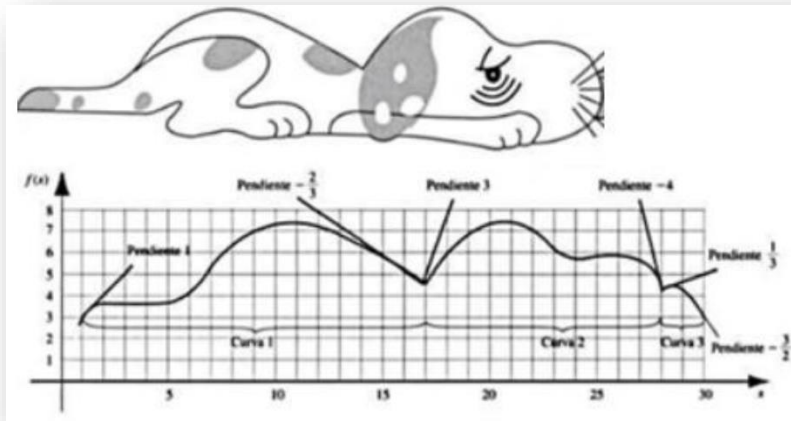 f(x)
Pendiente - 2/3
Pendiente 3
Pendiente -4
8
7
6
5
4
3
2
1
Pendiente 1
Pendiente 1/3
Curva 1
Curva 2
Curva 3
Pendiente - 3/2
5
10
15
20
25
30
x